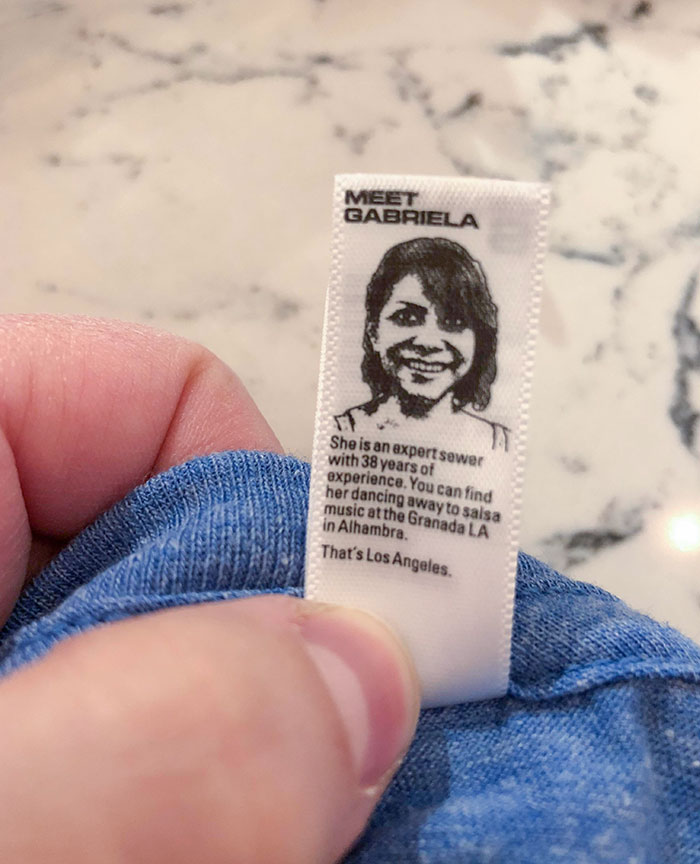 MEET
GABRIELA
She is an expert sewer
with 38 years of
experience. You can find
her dancing away to salsa
music at the Granada LA
in Alhambra.
That's Los Angeles.